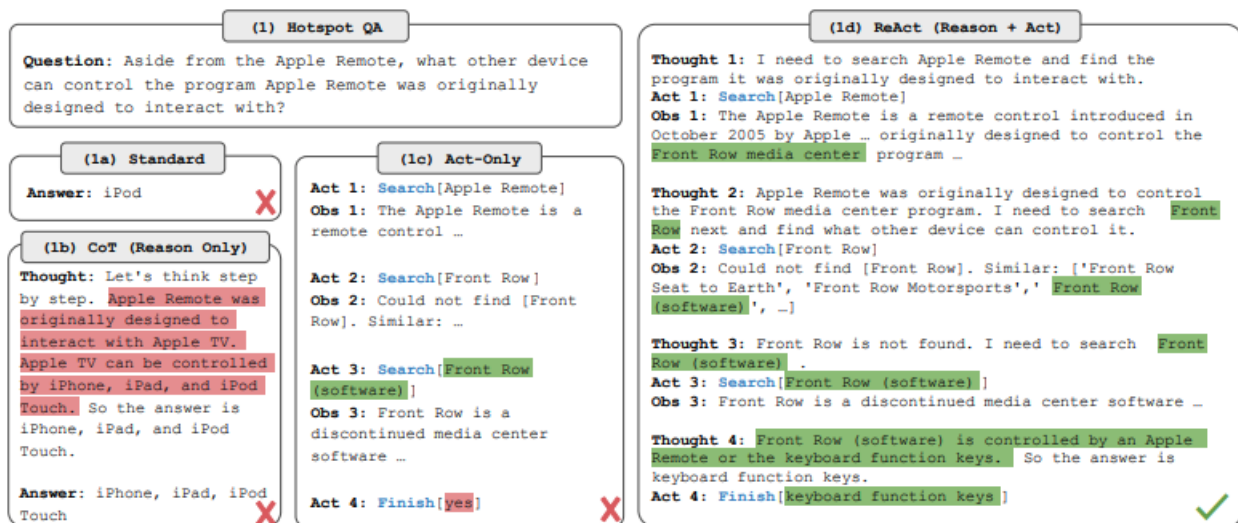 (1) Hotspot QA
Question: Aside from the Apple Remote, what other device
can control the program Apple Remote was originally
designed to interact with?
(1a) Standard
Answer: iPod
(1b) CoT (Reason Only)
Thought: Let's think step
by step. Apple Remote was
originally designed to
interact with Apple TV.
Apple TV can be controlled
by iPhone, iPad, and iPod
Touch. So the answer is
iPhone, iPad, and iPod
Touch.
Answer: iPhone, iPad, iPod
Touch
(1c) Act-Only
Act 1: Search[Apple Remote]
Obs 1: The Apple Remote is a
remote control …
Act 2: Search[Front Row]
Obs 2: Could not find [Front
Row]. Similar: …
Act 3: Search[Front Row
(software)]
Obs 3: Front Row is a
discontinued media center
software …
Act 4: Finish[yes]
(1d) ReAct (Reason + Act)
Thought 1: I need to search Apple Remote and find the
program it was originally designed to interact with.
Act 1: Search[Apple Remote]
Obs 1: The Apple Remote is a remote control introduced in
October 2005 by Apple … originally designed to control the
Front Row media center program …
Thought 2: Apple Remote was originally designed to control
the Front Row media center program. I need to search Front
Row next and find what other device can control it.
Act 2: Search[Front Row]
Obs 2: Could not find [Front Row]. Similar: ['Front Row
Seat to Earth', 'Front Row Motorsports',' Front Row
(software)', …]
Thought 3: Front Row is not found. I need to search Front
Row (software) .
Act 3: Search[Front Row (software)]
Obs 3: Front Row is a discontinued media center software …
Thought 4: Front Row (software) is controlled by an Apple
Remote or the keyboard function keys. So the answer is
keyboard function keys.
Act 4: Finish[keyboard function keys]